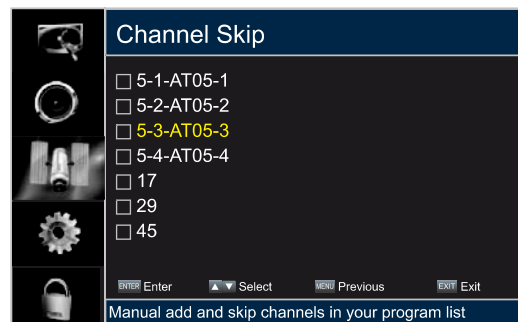 Channel Skip
5-1-AT05-1
5-2-AT05-2
5-3-AT05-3
5-4-AT05-4
17
29
45
ENTER Enter ▲ ▼ Select MENU Previous EXIT Exit
Manual add and skip channels in your program list